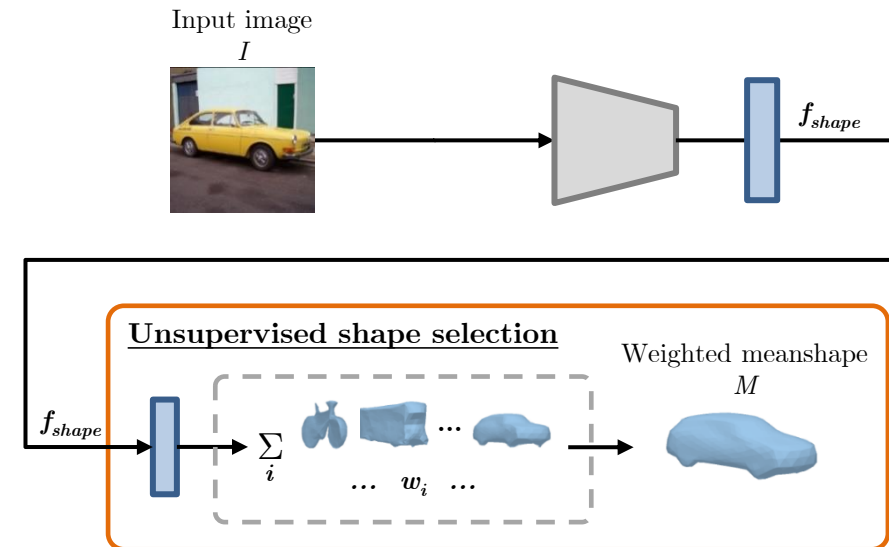 Input image
I
f_shape
Unsupervised shape selection
Weighted meanshape
M
f_shape
∑
i
...
... w_i ...